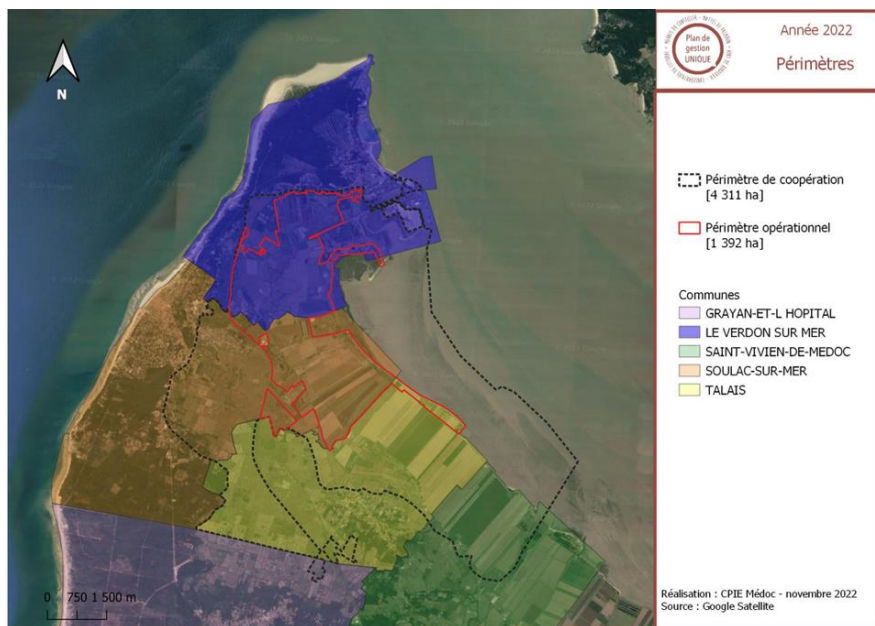 Année 2022
Périmètres
Plan de
gestion
UNIQUE
N
Périmètre de coopération
[4 311 ha]
Périmètre opérationnel
[1 392 ha]
Communes
GRAYAN-ET-L HOPITAL
LE VERDON SUR MER
SAINT-VIVIEN-DE-MEDOC
SOULAC-SUR-MER
TALAIS
0 750 1 500 m
Réalisation : CPIE Médoc - novembre 2022
Source : Google Satellite